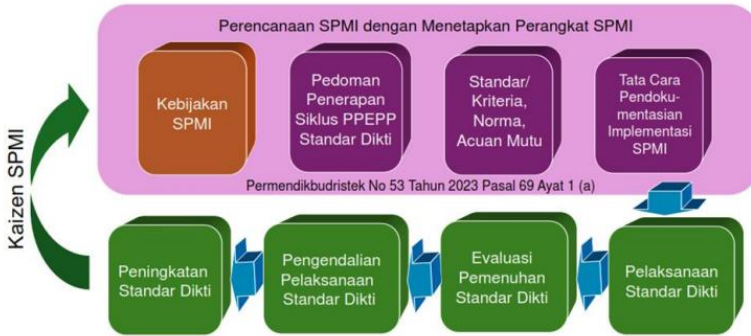 Perencanaan SPMI dengan Menetapkan Perangkat SPMI
Kebijakan
SPMI
Pedoman
Penerapan
Siklus PPEPP
Standar Dikti
Standar/
Kriteria,
Norma,
Acuan Mutu
Tata Cara
Pendoku-
mentasian
Implementasi
SPMI
Permendikbudristek No 53 Tahun 2023 Pasal 69 Ayat 1 (a)
Kaizen SPMI
Peningkatan
Standar Dikti
Pengendalian
Pelaksanaan
Standar Dikti
Evaluasi
Pemenuhan
Standar Dikti
Pelaksanaan
Standar Dikti